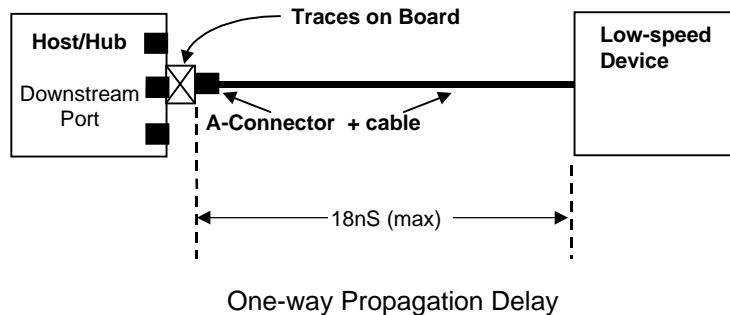 Traces on Board
Host/Hub
Downstream
Port
Low-speed
Device
A-Connector + cable
18nS (max)
One-way Propagation Delay